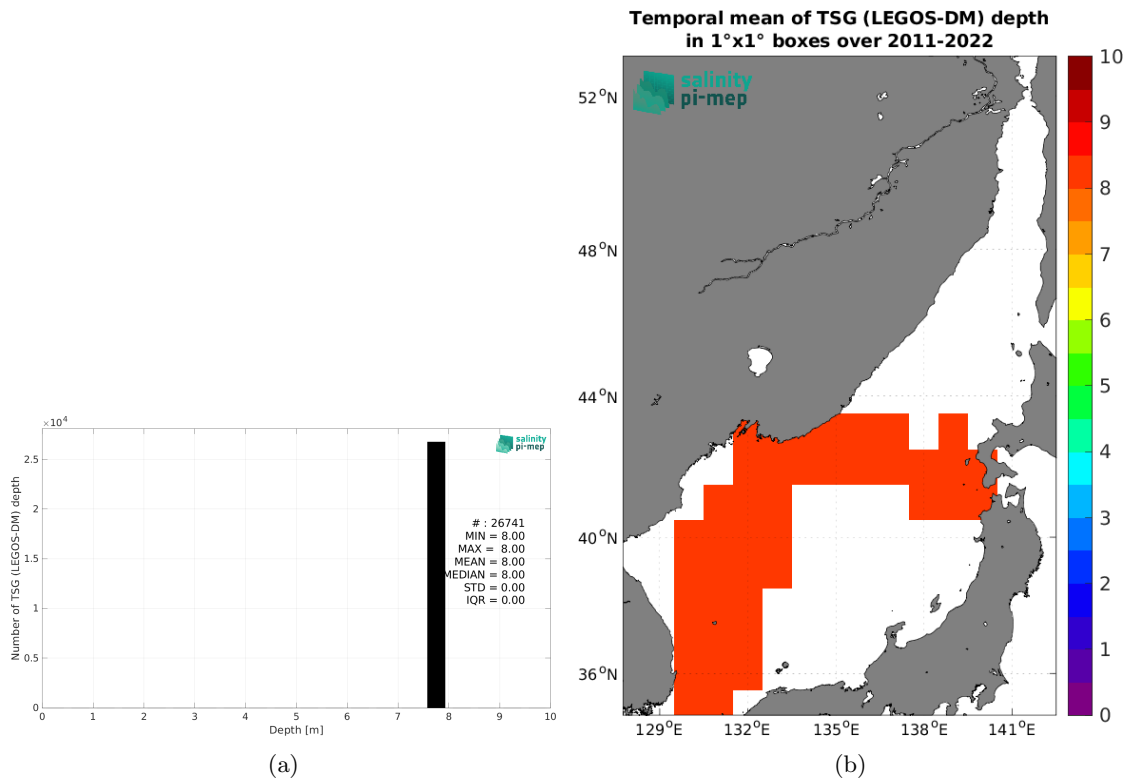 Temporal mean of TSG (LEGOS-DM) depth
in 1°x1° boxes over 2011-2022
salinity
pi-mep
52°N
48°N
44°N
40°N
36°N
129°E
132°E
135°E
138°E
141°E
10
9
8
7
6
5
4
3
2
1
0
×10⁴
2.5
2
1.5
1
0.5
0
Number of TSG (LEGOS-DM) depth
salinity
pi-mep
# : 26741
MIN = 8.00
MAX = 8.00
MEAN = 8.00
MEDIAN = 8.00
STD = 0.00
IQR = 0.00
0 1 2 3 4 5 6 7 8 9 10
Depth [m]
(a)
(b)